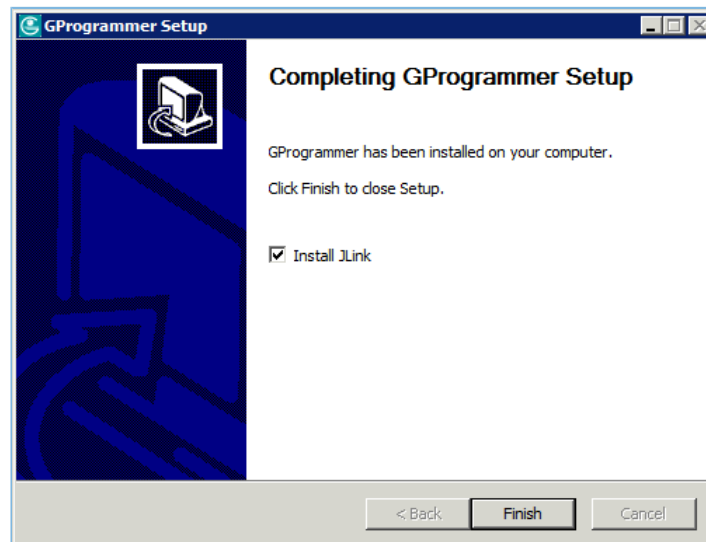 GProgrammer Setup
Completing GProgrammer Setup
GProgrammer has been installed on your computer.
Click Finish to close Setup.
Install JLink
< Back
Finish
Cancel